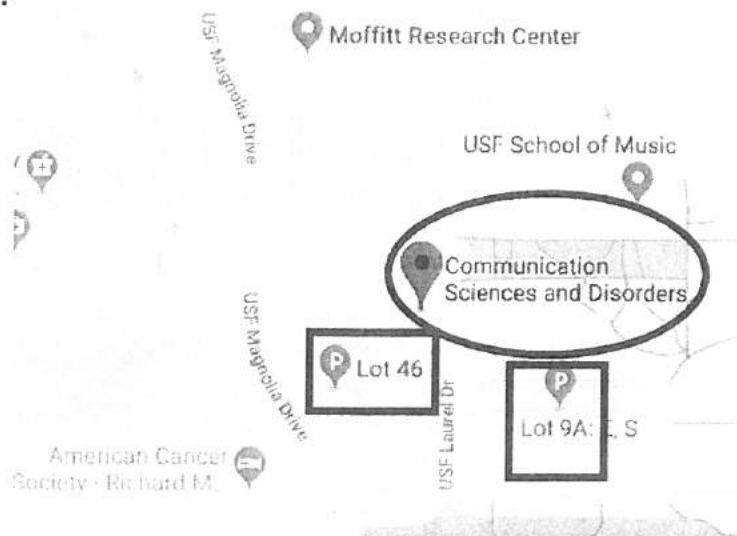 Moffitt Research Center
USF Magnolia Drive
USF School of Music
Communication
Sciences and Disorders
USF Magnolia Drive
P Lot 46
P
USF Laurel Dr
Lot 9A: E, S
American Cancer
Society - Richard M...